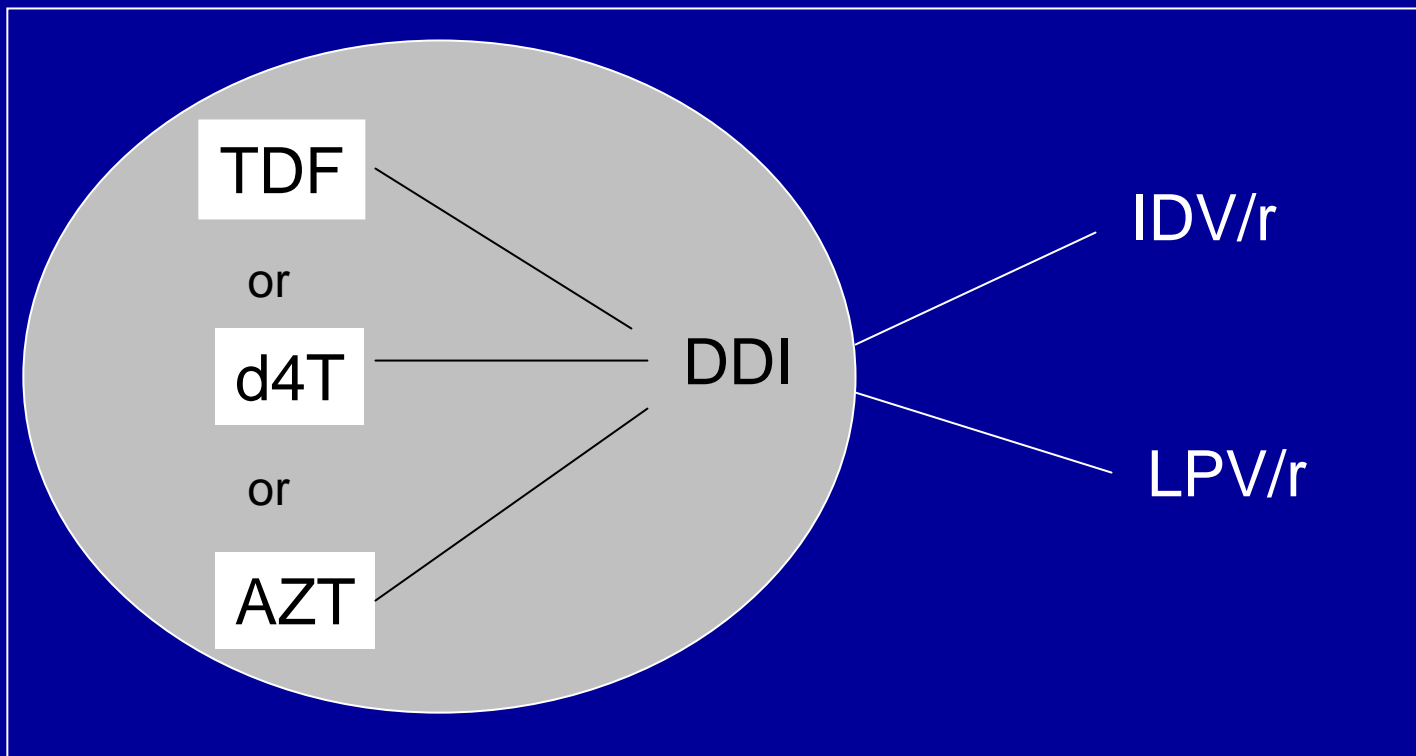 TDF
or
d4T
or
AZT
DDI
IDV/r
LPV/r